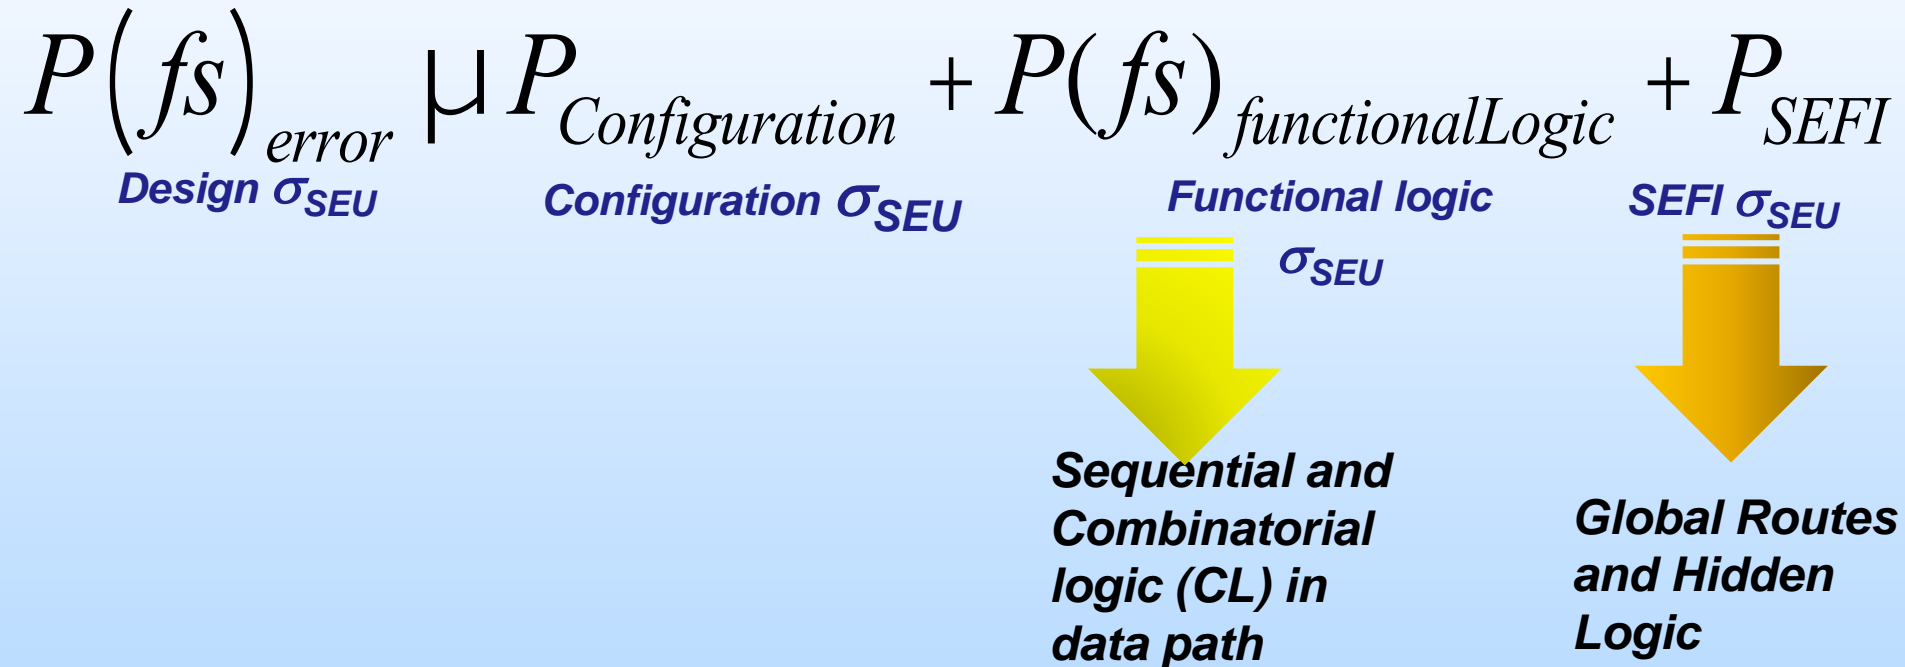 P(fs)error µ PConfiguration + P(fs)functionalLogic + PSEFI
Design σSEU
Configuration σSEU
Functional logic
σSEU
SEFI σSEU
Sequential and
Combinatorial
logic (CL) in
data path
Global Routes
and Hidden
Logic